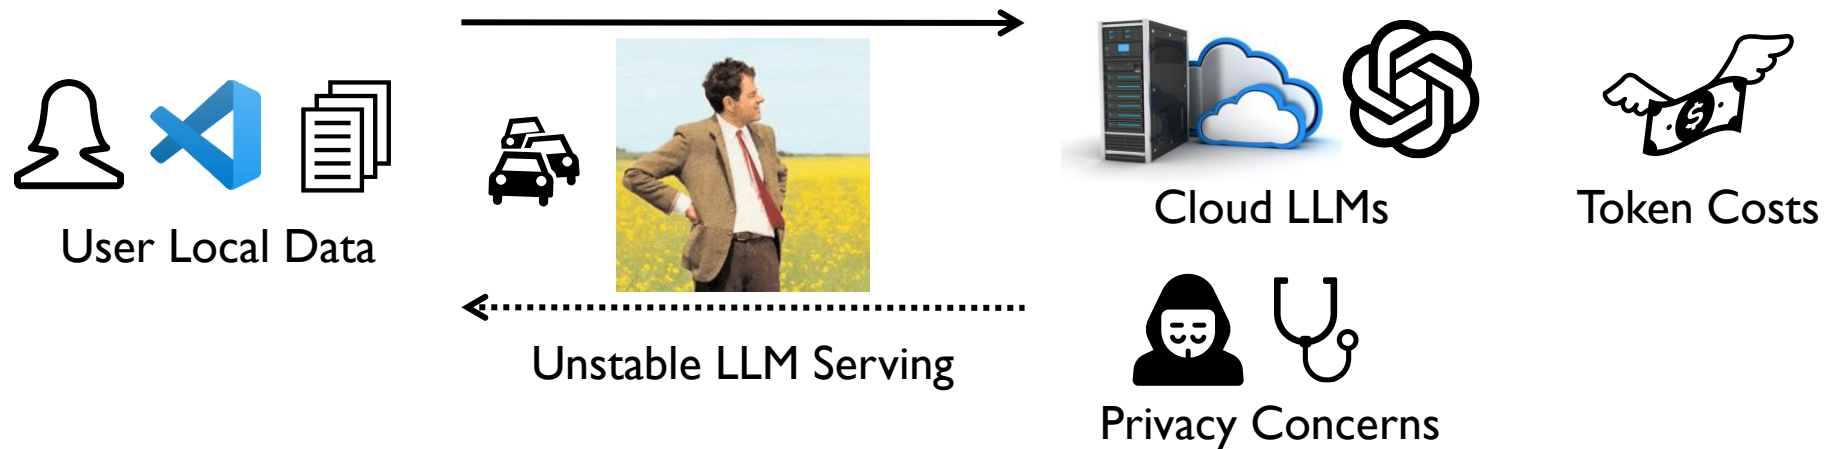 User Local Data
Unstable LLM Serving
Cloud LLMs
Token Costs
$
Privacy Concerns